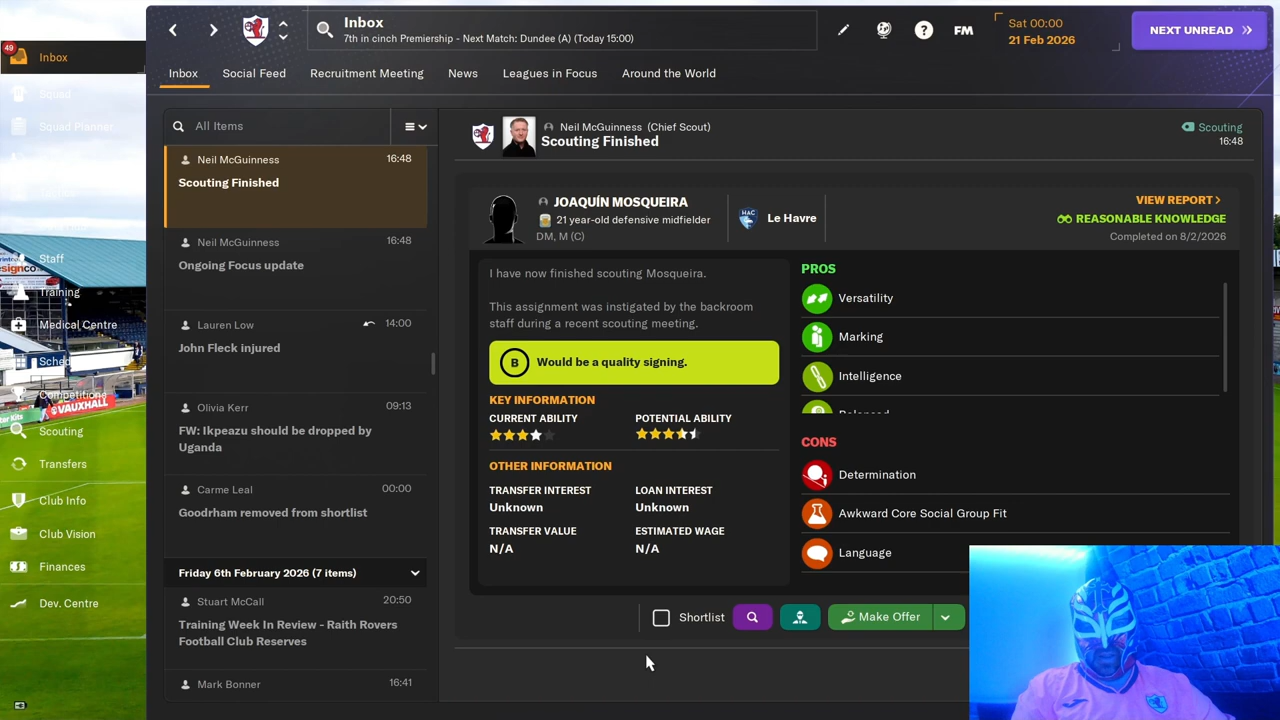 Inbox
7th in cinch Premiership - Next Match: Dundee (A) (Today 15:00)
FM
Sat 00:00
21 Feb 2026
NEXT UNREAD
49
Inbox
Squad
Squad Planner
Staff
Training
Medical Centre
Sched
Competitions
Scouting
Transfers
Club Info
Club Vision
Finances
Dev. Centre
VAUXHALL
Inbox Social Feed Recruitment Meeting News Leagues in Focus Around the World
All Items
Neil McGuinness 16:48
Scouting Finished
Neil McGuinness 16:48
Ongoing Focus update
Lauren Low 14:00
John Fleck injured
Olivia Kerr 09:13
FW: Ikpeazu should be dropped by
Uganda
Carme Leal 00:00
Goodrham removed from shortlist
Friday 6th February 2026 (7 items)
Stuart McCall 20:50
Training Week In Review - Raith Rovers
Football Club Reserves
Mark Bonner 16:41
Neil McGuinness (Chief Scout)
Scouting Finished
Scouting
16:48
JOAQUÍN MOSQUEIRA
21 year-old defensive midfielder
DM, M (C)
HAC
Le Havre
VIEW REPORT >
REASONABLE KNOWLEDGE
Completed on 8/2/2026
I have now finished scouting Mosqueira.
This assignment was instigated by the backroom
staff during a recent scouting meeting.
B Would be a quality signing.
KEY INFORMATION
CURRENT ABILITY POTENTIAL ABILITY
OTHER INFORMATION
TRANSFER INTEREST LOAN INTEREST
Unknown Unknown
TRANSFER VALUE ESTIMATED WAGE
N/A N/A
PROS
Versatility
Marking
Intelligence
Balanced
CONS
Determination
Awkward Core Social Group Fit
Language
Shortlist
Make Offer